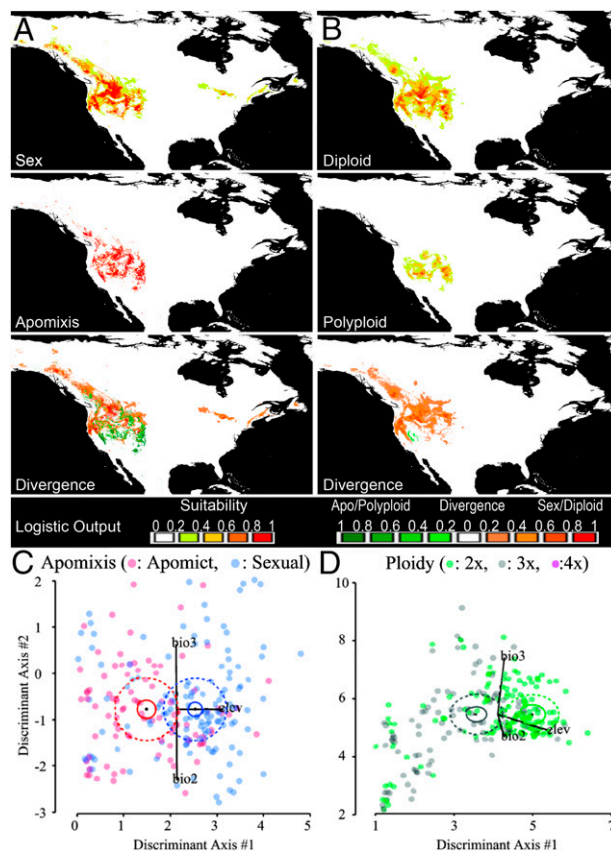 A
B
Sex
Diploid
Apomixis
Polyploid
Divergence
Divergence
Logistic Output
Suitability
0 0.2 0.4 0.6 0.8 1
Apo/Polyploid Divergence Sex/Diploid
1 0.8 0.6 0.4 0.2 0 0.2 0.4 0.6 0.8 1
C Apomixis (●: Apomict, ●: Sexual)
2
1
0
-1
-2
-3
bio3
zlev
bio2
0 1 2 3 4 5
Discriminant Axis #1
Discriminant Axis #2
D Ploidy (●: 2x, ●: 3x, ●:4x)
10
8
6
4
2
bio3
bio2
zlev
1 3 5 7
Discriminant Axis #1